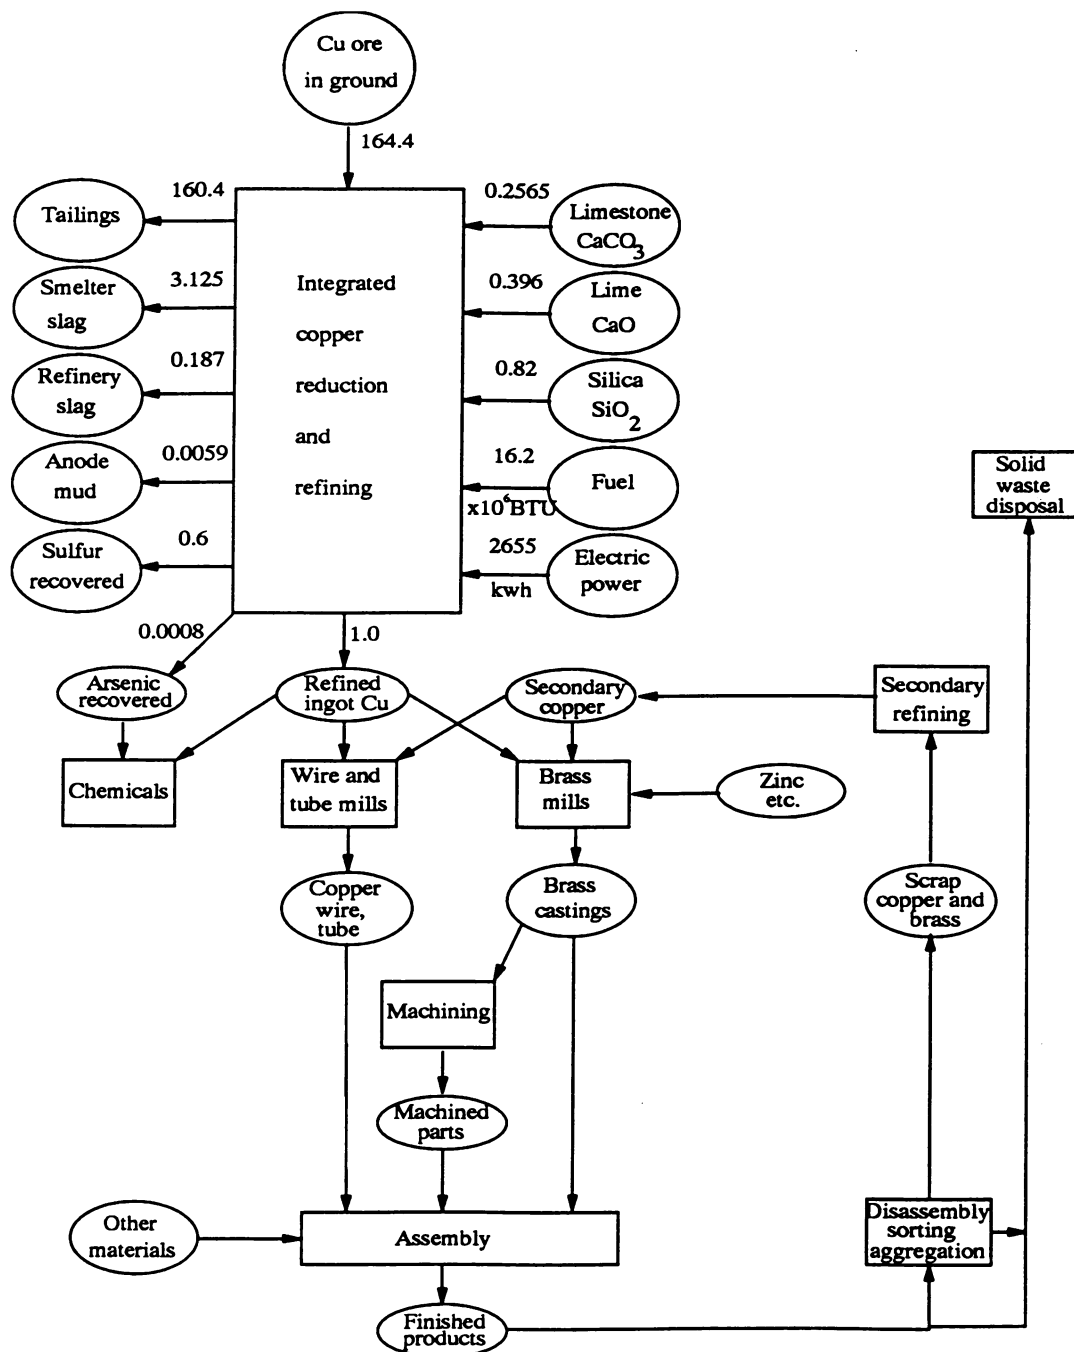 Cu ore
in ground
164.4
160.4
Tailings
3.125
Smelter
slag
0.187
Refinery
slag
0.0059
Anode
mud
0.6
Sulfur
recovered
0.0008
Arsenic
recovered
Integrated
copper
reduction
and
refining
0.2565
Limestone
CaCO3
0.396
Lime
CaO
0.82
Silica
SiO2
16.2
Fuel
x10^6BTU
2655
Electric
power
kwh
Solid
waste
disposal
1.0
Refined
ingot Cu
Secondary
copper
Secondary
refining
Chemicals
Wire and
tube mills
Brass
mills
Zinc
etc.
Copper
wire,
tube
Brass
castings
Scrap
copper and
brass
Machining
Machined
parts
Other
materials
Assembly
Disassembly
sorting
aggregation
Finished
products